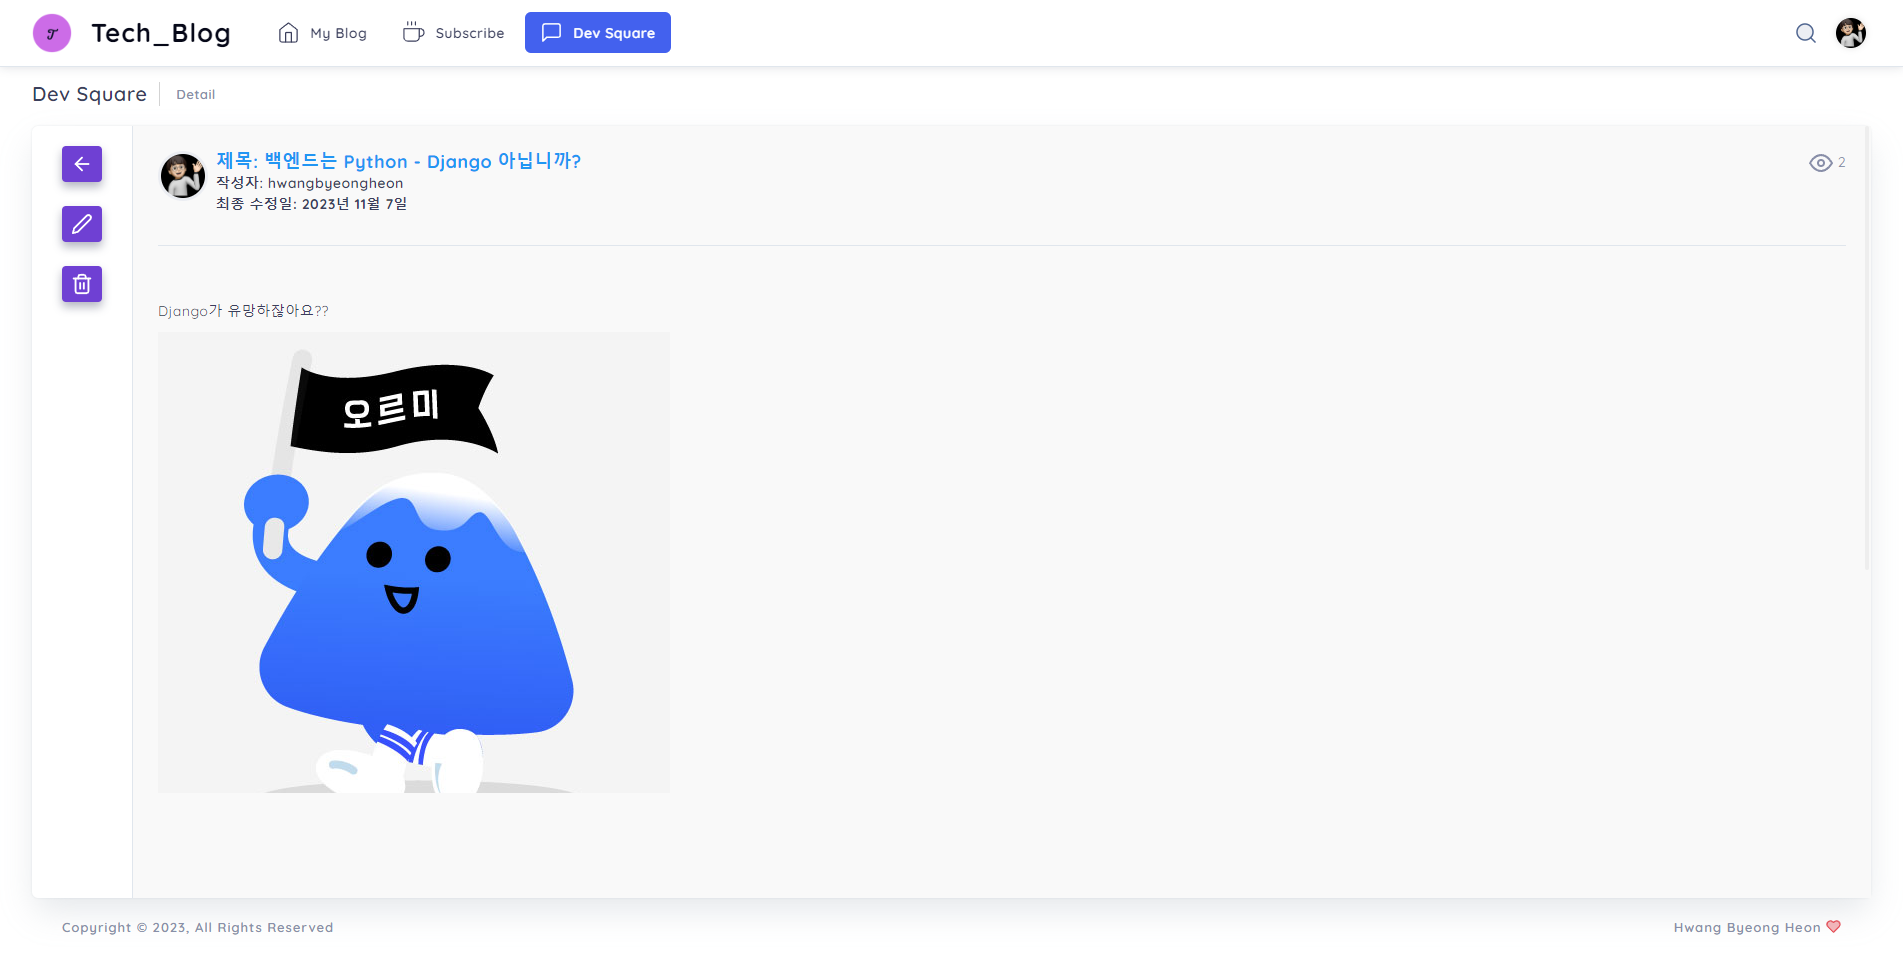 T
Tech_Blog
My Blog
Subscribe
Dev Square
Dev Square
Detail
제목: 백엔드는 Python - Django 아닙니까?
2
작성자: hwangbyeongheon
최종 수정일: 2023년 11월 7일
Django가 유망하잖아요??
오르미
Copyright © 2023, All Rights Reserved
Hwang Byeong Heon